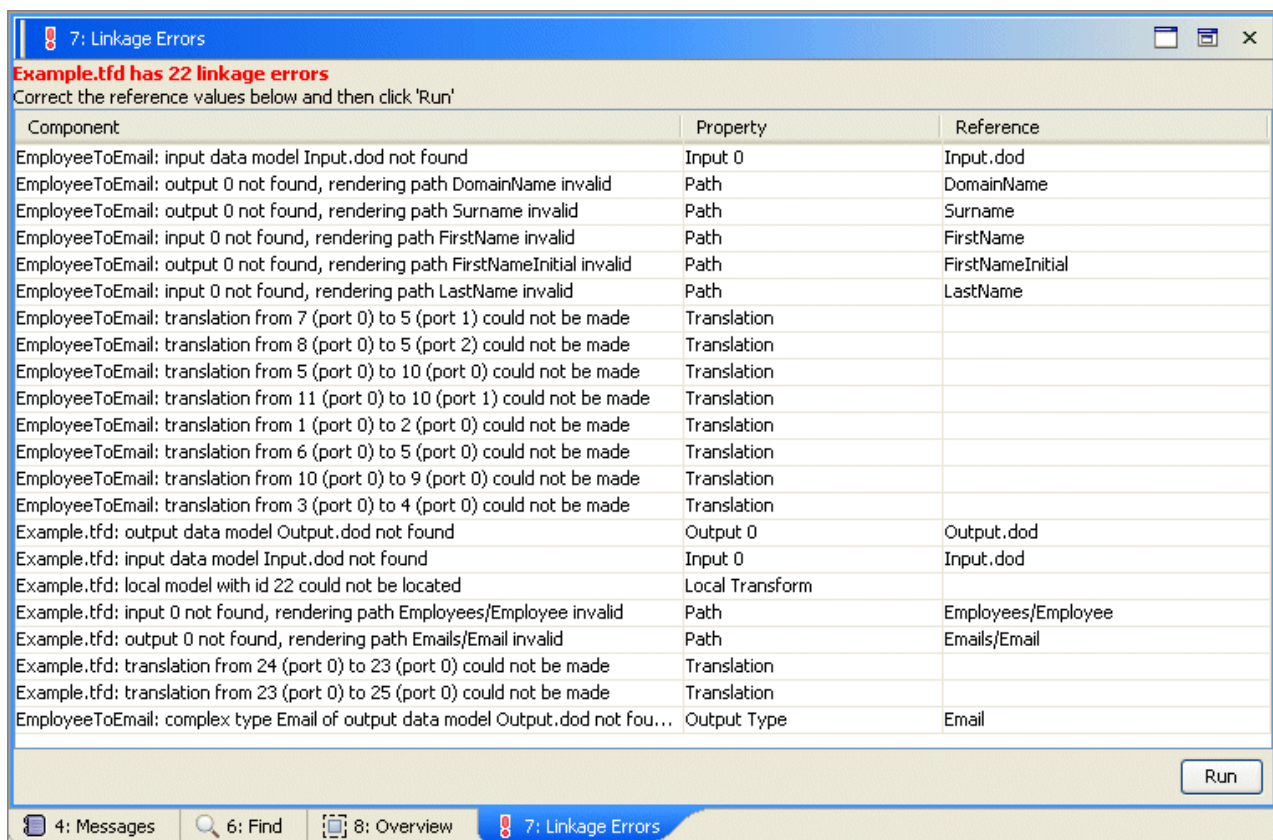 7: Linkage Errors
Example.tfd has 22 linkage errors
Correct the reference values below and then click 'Run'
Component Property Reference
EmployeeToEmail: input data model Input.dod not found Input 0 Input.dod
EmployeeToEmail: output 0 not found, rendering path DomainName invalid Path DomainName
EmployeeToEmail: output 0 not found, rendering path Surname invalid Path Surname
EmployeeToEmail: input 0 not found, rendering path FirstName invalid Path FirstName
EmployeeToEmail: output 0 not found, rendering path FirstNameInitial invalid Path FirstNameInitial
EmployeeToEmail: input 0 not found, rendering path LastName invalid Path LastName
EmployeeToEmail: translation from 7 (port 0) to 5 (port 1) could not be made Translation
EmployeeToEmail: translation from 8 (port 0) to 5 (port 2) could not be made Translation
EmployeeToEmail: translation from 5 (port 0) to 10 (port 0) could not be made Translation
EmployeeToEmail: translation from 11 (port 0) to 10 (port 1) could not be made Translation
EmployeeToEmail: translation from 1 (port 0) to 2 (port 0) could not be made Translation
EmployeeToEmail: translation from 6 (port 0) to 5 (port 0) could not be made Translation
EmployeeToEmail: translation from 10 (port 0) to 9 (port 0) could not be made Translation
EmployeeToEmail: translation from 3 (port 0) to 4 (port 0) could not be made Translation
Example.tfd: output data model Output.dod not found Output 0 Output.dod
Example.tfd: input data model Input.dod not found Input 0 Input.dod
Example.tfd: local model with id 22 could not be located Local Transform
Example.tfd: input 0 not found, rendering path Employees/Employee invalid Path Employees/Employee
Example.tfd: output 0 not found, rendering path Emails/Email invalid Path Emails/Email
Example.tfd: translation from 24 (port 0) to 23 (port 0) could not be made Translation
Example.tfd: translation from 23 (port 0) to 25 (port 0) could not be made Translation
EmployeeToEmail: complex type Email of output data model Output.dod not fou... Output Type Email
Run
4: Messages 6: Find 8: Overview 7: Linkage Errors